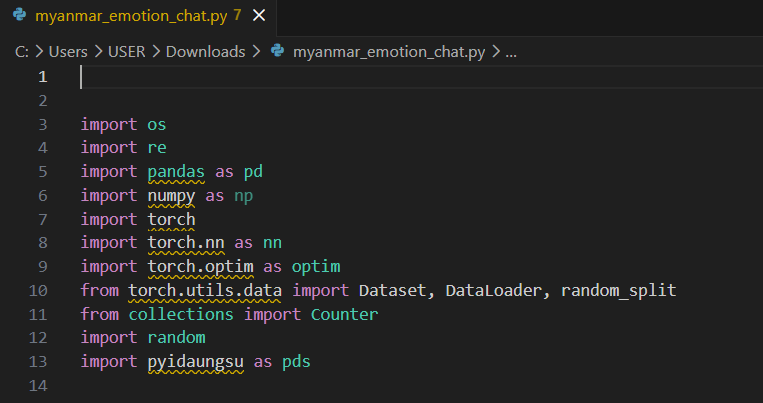 myanmar_emotion_chat.py 7
C: > Users > USER > Downloads > myanmar_emotion_chat.py > ...
1
2
3 import os
4 import re
5 import pandas as pd
6 import numpy as np
7 import torch
8 import torch.nn as nn
9 import torch.optim as optim
10 from torch.utils.data import Dataset, DataLoader, random_split
11 from collections import Counter
12 import random
13 import pyidaungsu as pds
14